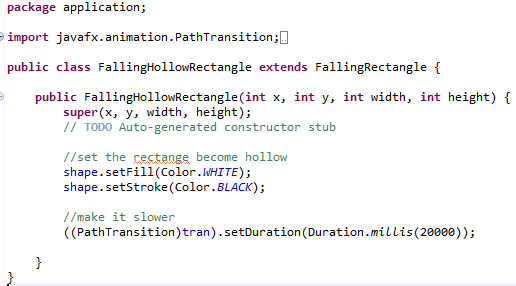 package application;
import javafx.animation.PathTransition;
public class FallingHollowRectangle extends FallingRectangle {
public FallingHollowRectangle(int x, int y, int width, int height) {
super(x, y, width, height);
// TODO Auto-generated constructor stub
//set the rectange become hollow
shape.setFill(Color.WHITE);
shape.setStroke(Color.BLACK);
//make it slower
((PathTransition)tran).setDuration(Duration.millis(20000));
}
}